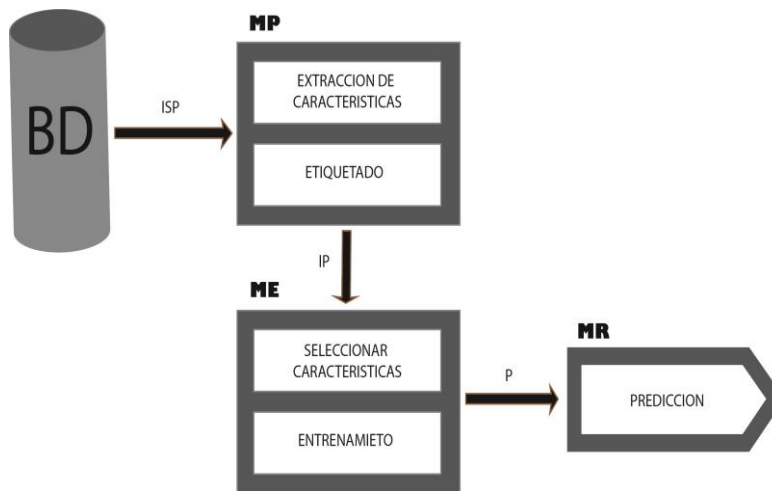 BD
ISP
MP
EXTRACCION DE
CARACTERISTICAS
ETIQUETADO
IP
ME
SELECCIONAR
CARACTERISTICAS
ENTRENAMIETO
P
MR
PREDICCION